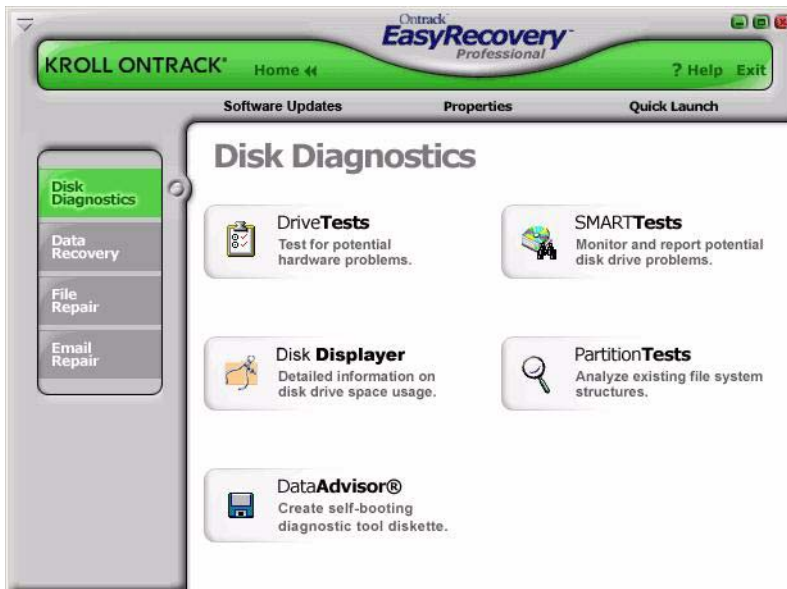 Ontrack®
EasyRecovery™
Professional
KROLL ONTRACK®
Home
? Help Exit
Software Updates
Properties
Quick Launch
Disk
Diagnostics
Data
Recovery
File
Repair
Email
Repair
Disk Diagnostics
DriveTests
Test for potential
hardware problems.
SMARTTests
Monitor and report potential
disk drive problems.
Disk Displayer
Detailed information on
disk drive space usage.
PartitionTests
Analyze existing file system
structures.
DataAdvisor®
Create self-booting
diagnostic tool diskette.